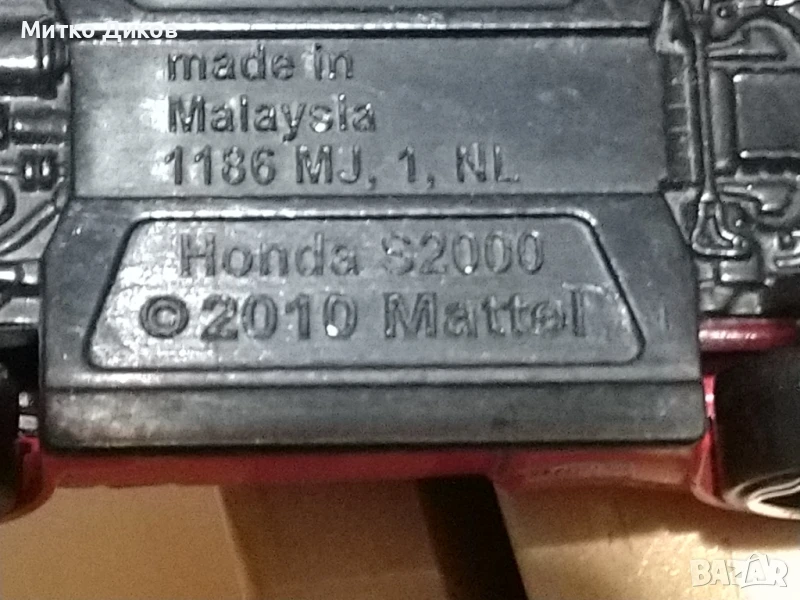 Митко Диков
made in
Malaysia
1186 MJ, 1, NL
Honda S2000
©2010 Mattel
BAZAR